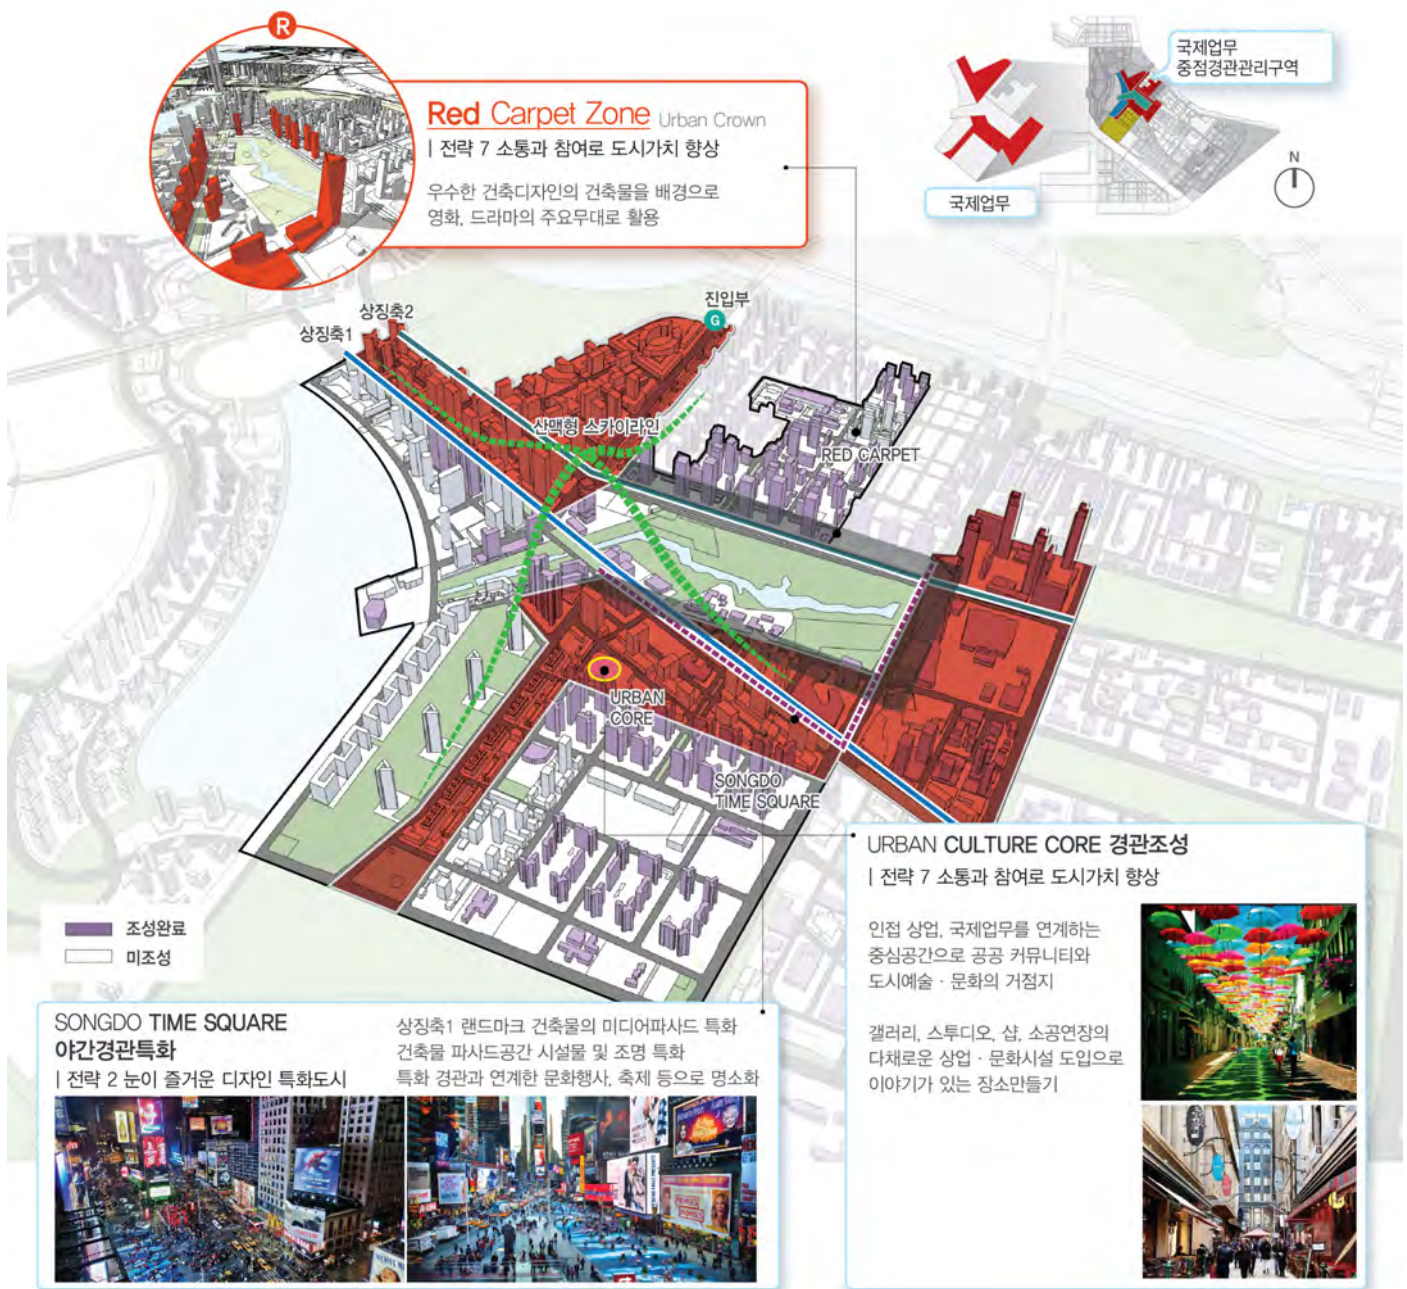 R
Red Carpet Zone Urban Crown
| 전략 7 소통과 참여로 도시가치 향상
우수한 건축디자인의 건축물을 배경으로
영화, 드라마의 주요무대로 활용
국제업무
중점경관관리구역
국제업무
N
상징축1
상징축2
진입부
G
산맥형 스카이라인
RED CARPET
URBAN
CORE
SONGDO
TIME SQUARE
조성완료
미조성
SONGDO TIME SQUARE
야간경관특화
| 전략 2 눈이 즐거운 디자인 특화도시
상징축1 랜드마크 건축물의 미디어파사드 특화
건축물 파사드공간 시설물 및 조명 특화
특화 경관과 연계한 문화행사, 축제 등으로 명소화
URBAN CULTURE CORE 경관조성
| 전략 7 소통과 참여로 도시가치 향상
인접 상업, 국제업무를 연계하는
중심공간으로 공공 커뮤니티와
도시예술 · 문화의 거점지
갤러리, 스투디오, 샵, 소공연장의
다채로운 상업 · 문화시설 도입으로
이야기가 있는 장소만들기